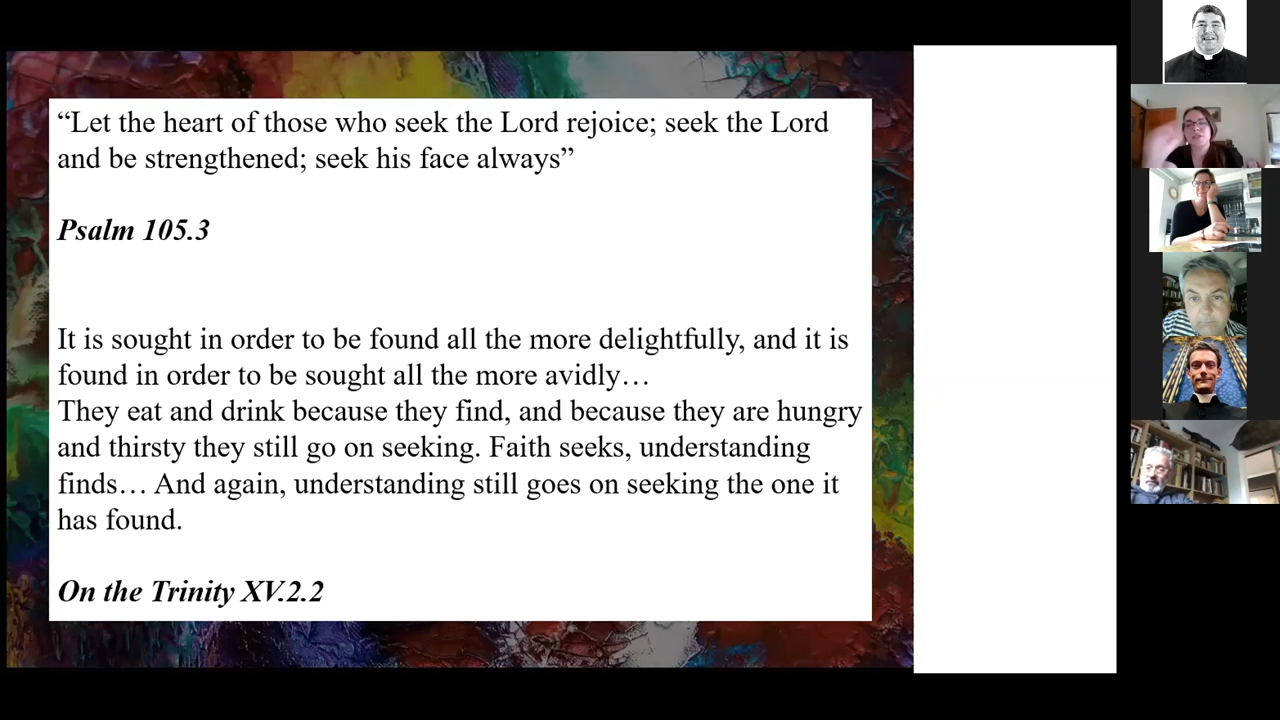 “Let the heart of those who seek the Lord rejoice; seek the Lord
and be strengthened; seek his face always”
Psalm 105.3
It is sought in order to be found all the more delightfully, and it is
found in order to be sought all the more avidly…
They eat and drink because they find, and because they are hungry
and thirsty they still go on seeking. Faith seeks, understanding
finds… And again, understanding still goes on seeking the one it
has found.
On the Trinity XV.2.2